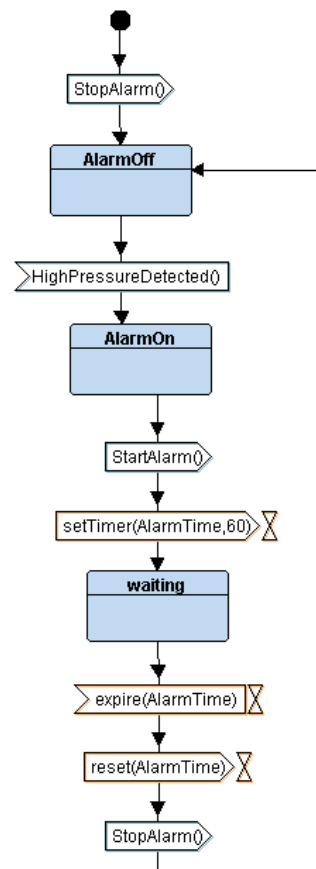 StopAlarm()
AlarmOff
HighPressureDetected()
AlarmOn
StartAlarm()
setTimer(AlarmTime,60)
waiting
expire(AlarmTime)
reset(AlarmTime)
StopAlarm()